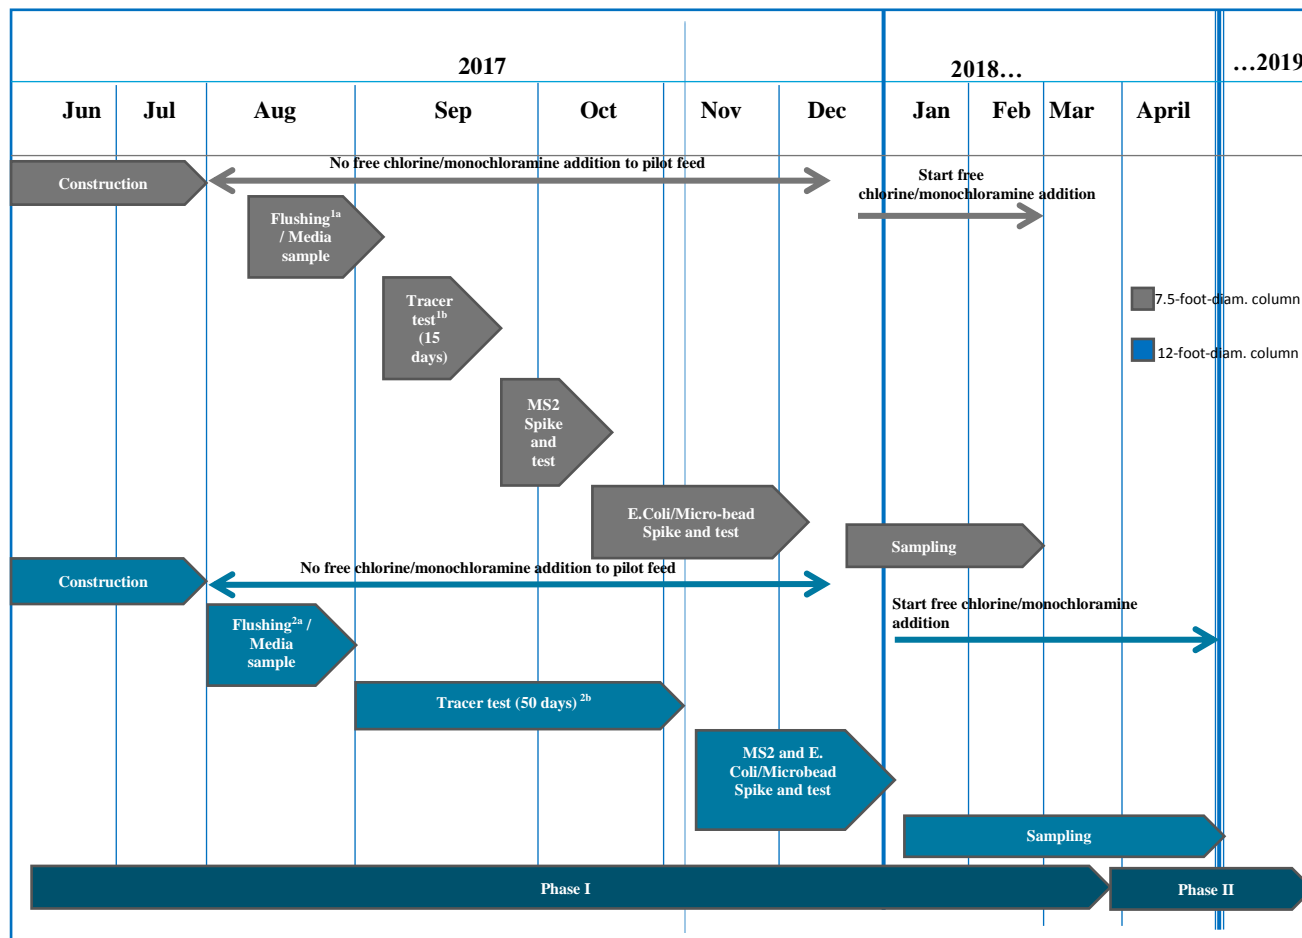 2017
2018…
…2019
Jun
Jul
Aug
Sep
Oct
Nov
Dec
Jan
Feb
Mar
April
No free chlorine/monochloramine addition to pilot feed
Start free
chlorine/monochloramine addition
Construction
Flushing1a
/ Media
sample
Tracer
test1b
(15
days)
7.5-foot-diam. column
12-foot-diam. column
MS2
Spike
and
test
E.Coli/Micro-bead
Spike and test
Sampling
No free chlorine/monochloramine addition to pilot feed
Construction
Start free chlorine/monochloramine
addition
Flushing2a /
Media
sample
Tracer test (50 days) 2b
MS2 and E.
Coli/Microbead
Spike and test
Sampling
Phase I
Phase II